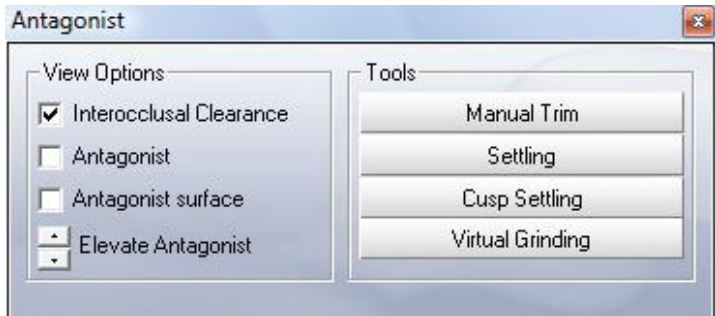 Antagonist
View Options
Interocclusal Clearance
Antagonist
Antagonist surface
Elevate Antagonist
Tools
Manual Trim
Settling
Cusp Settling
Virtual Grinding